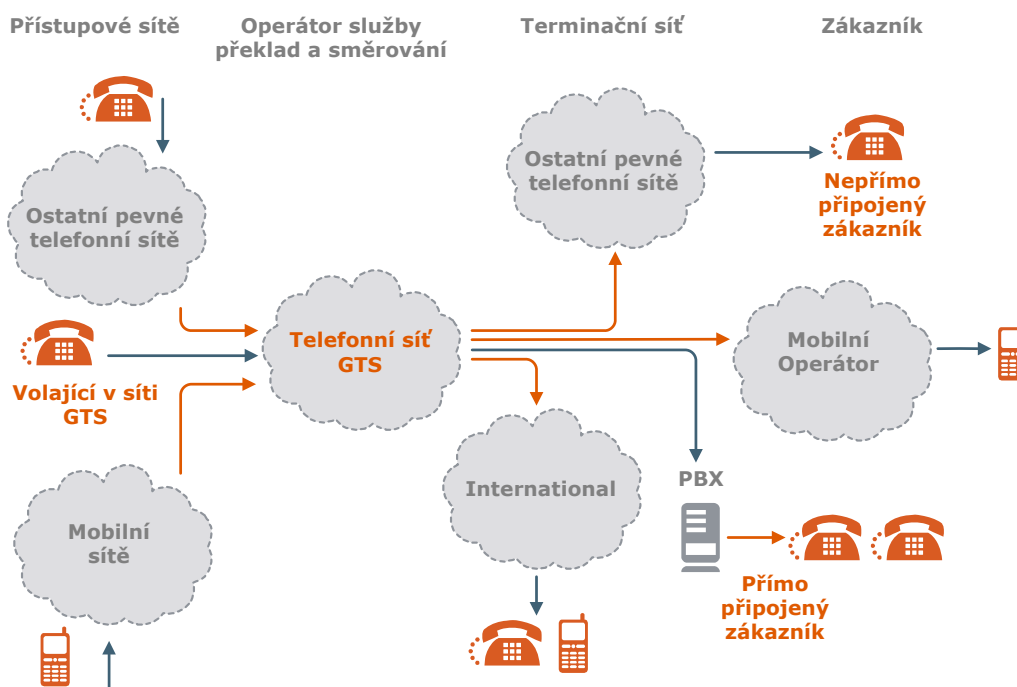 Přístupové sítě
Operátor služby
překlad a směrování
Terminační síť
Zákazník
Ostatní pevné
telefonní sítě
Ostatní pevné
telefonní sítě
Nepřímo
připojený
zákazník
Telefonní síť
GTS
Mobilní
Operátor
Volající v síti
GTS
International
PBX
Mobilní
sítě
Přímo
připojený
zákazník